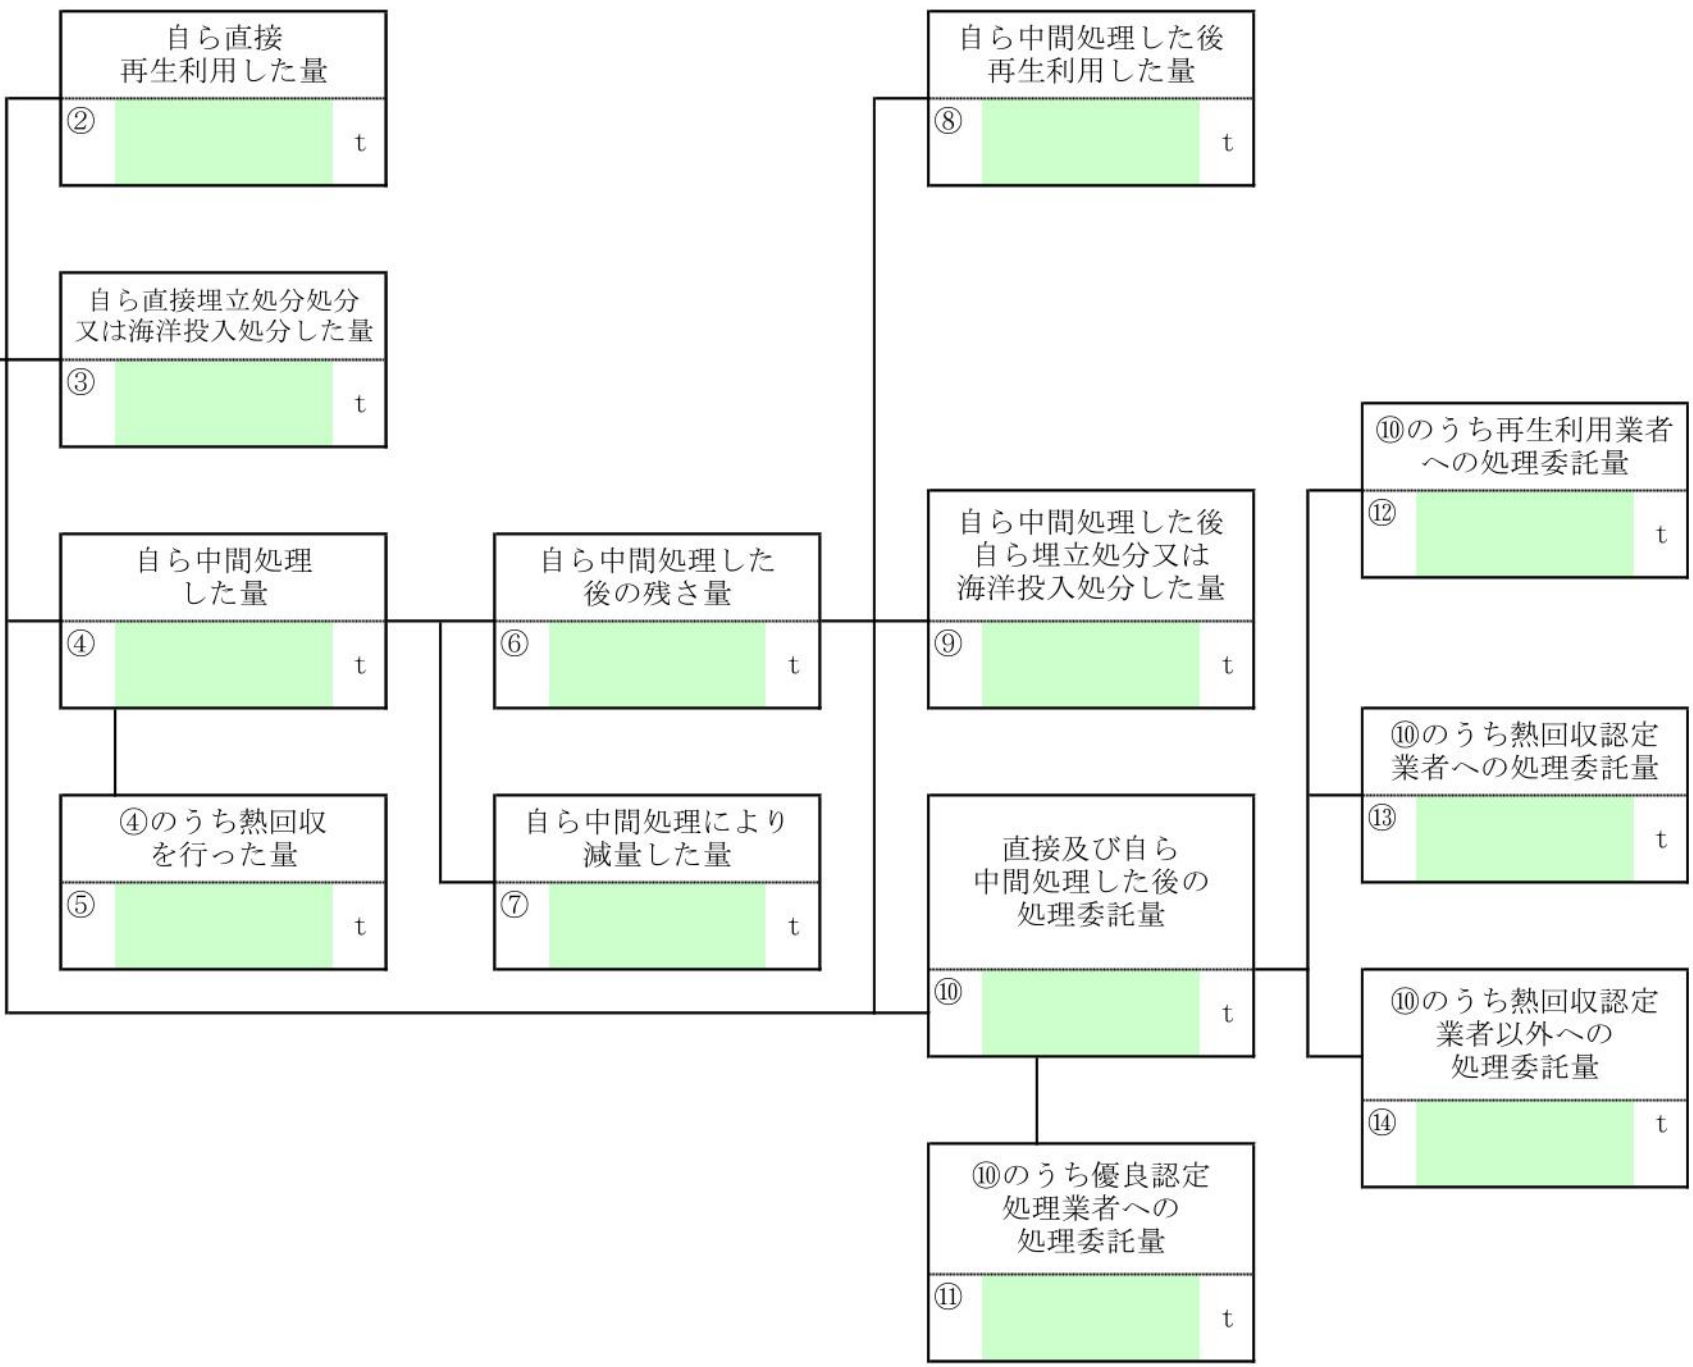 自ら直接
再生利用した量
②
t
自ら中間処理した後
再生利用した量
⑧
t
自ら直接埋立処分処分
又は海洋投入処分した量
③
t
⑩のうち再生利用業者
への処理委託量
⑫
t
自ら中間処理
した量
④
t
自ら中間処理した
後の残さ量
⑥
t
自ら中間処理した後
自ら埋立処分又は
海洋投入処分した量
⑨
t
⑩のうち熱回収認定
業者への処理委託量
⑬
t
④のうち熱回収
を行った量
⑤
t
自ら中間処理により
減量した量
⑦
t
直接及び自ら
中間処理した後の
処理委託量
⑩
t
⑩のうち熱回収認定
業者以外への
処理委託量
⑭
t
⑩のうち優良認定
処理業者への
処理委託量
⑪
t